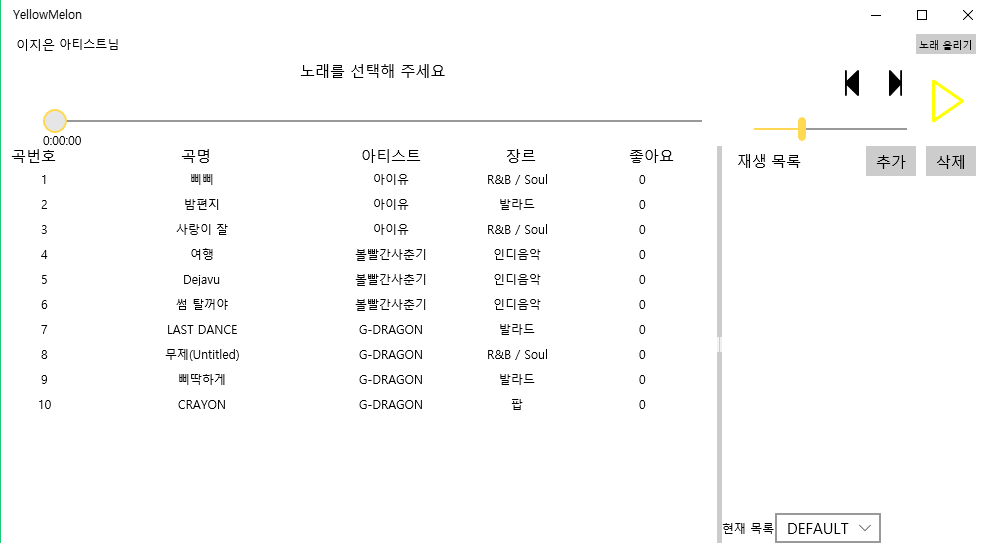 YellowMelon
이지은 아티스트님
노래 올리기
노래를 선택해 주세요
0:00:00
곡번호 곡명 아티스트 장르 좋아요
1 삐삐 아이유 R&B / Soul 0
2 밤편지 아이유 발라드 0
3 사랑이 잘 아이유 R&B / Soul 0
4 여행 볼빨간사춘기 인디음악 0
5 Dejavu 볼빨간사춘기 인디음악 0
6 썸 탈꺼야 볼빨간사춘기 인디음악 0
7 LAST DANCE G-DRAGON 발라드 0
8 무제(Untitled) G-DRAGON R&B / Soul 0
9 삐딱하게 G-DRAGON 발라드 0
10 CRAYON G-DRAGON 팝 0
재생 목록 추가 삭제
현재 목록 DEFAULT